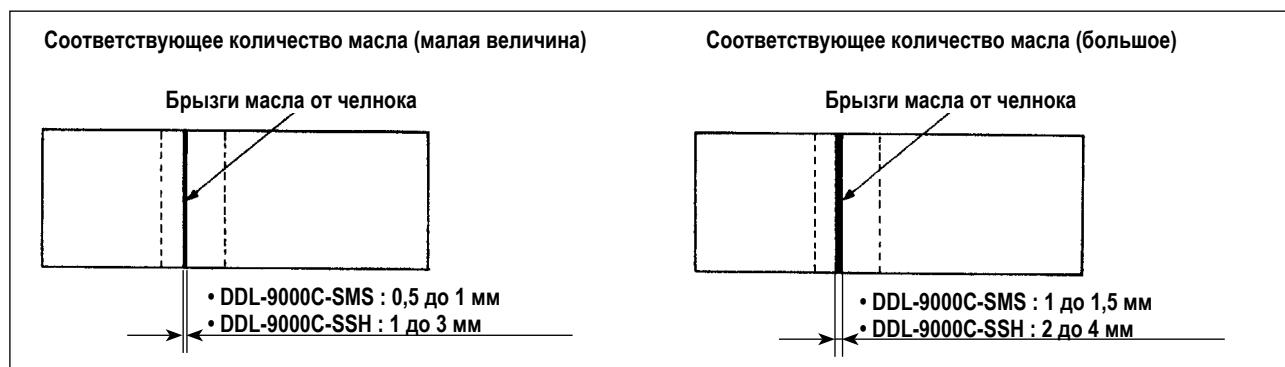 Соответствующее количество масла (малая величина)
Брызги масла от челнока
• DDL-9000C-SMS : 0,5 до 1 мм
• DDL-9000C-SSH : 1 до 3 мм
Соответствующее количество масла (большое)
Брызги масла от челнока
• DDL-9000C-SMS : 1 до 1,5 мм
• DDL-9000C-SSH : 2 до 4 мм